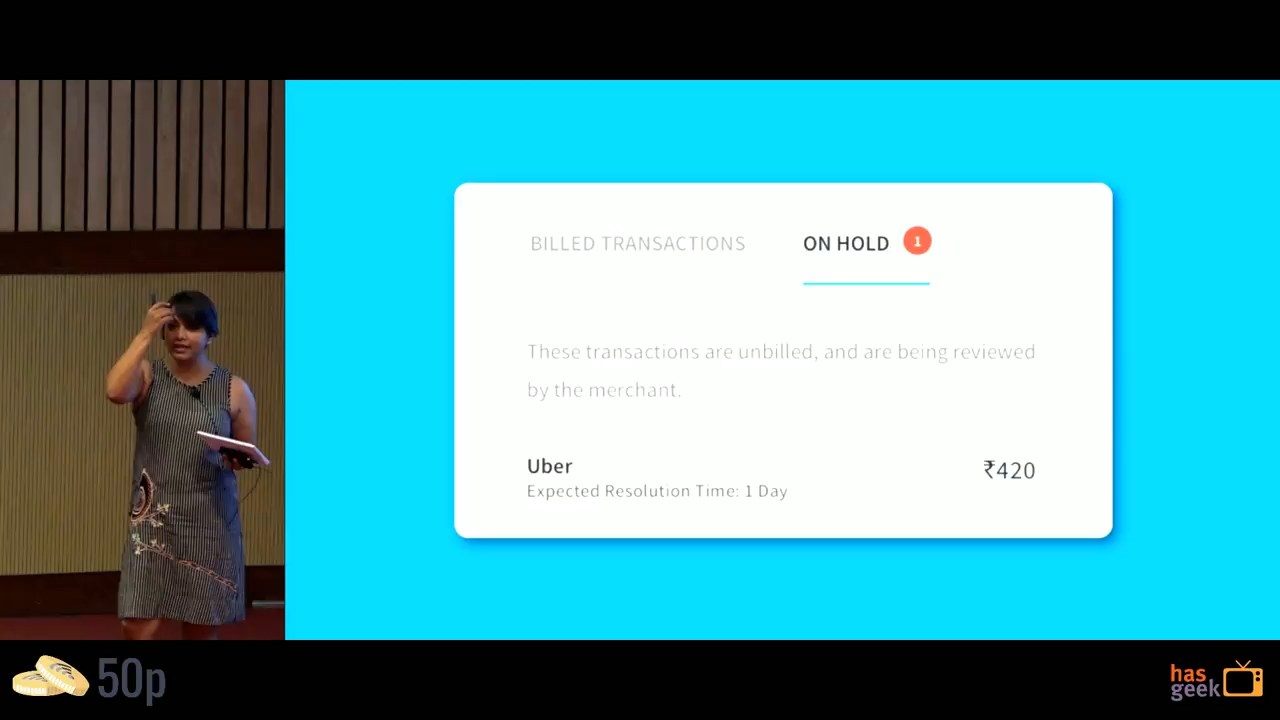 BILLED TRANSACTIONS
ON HOLD 1
These transactions are unbilled, and are being reviewed
by the merchant.
Uber ₹420
Expected Resolution Time: 1 Day
50p
has
geek